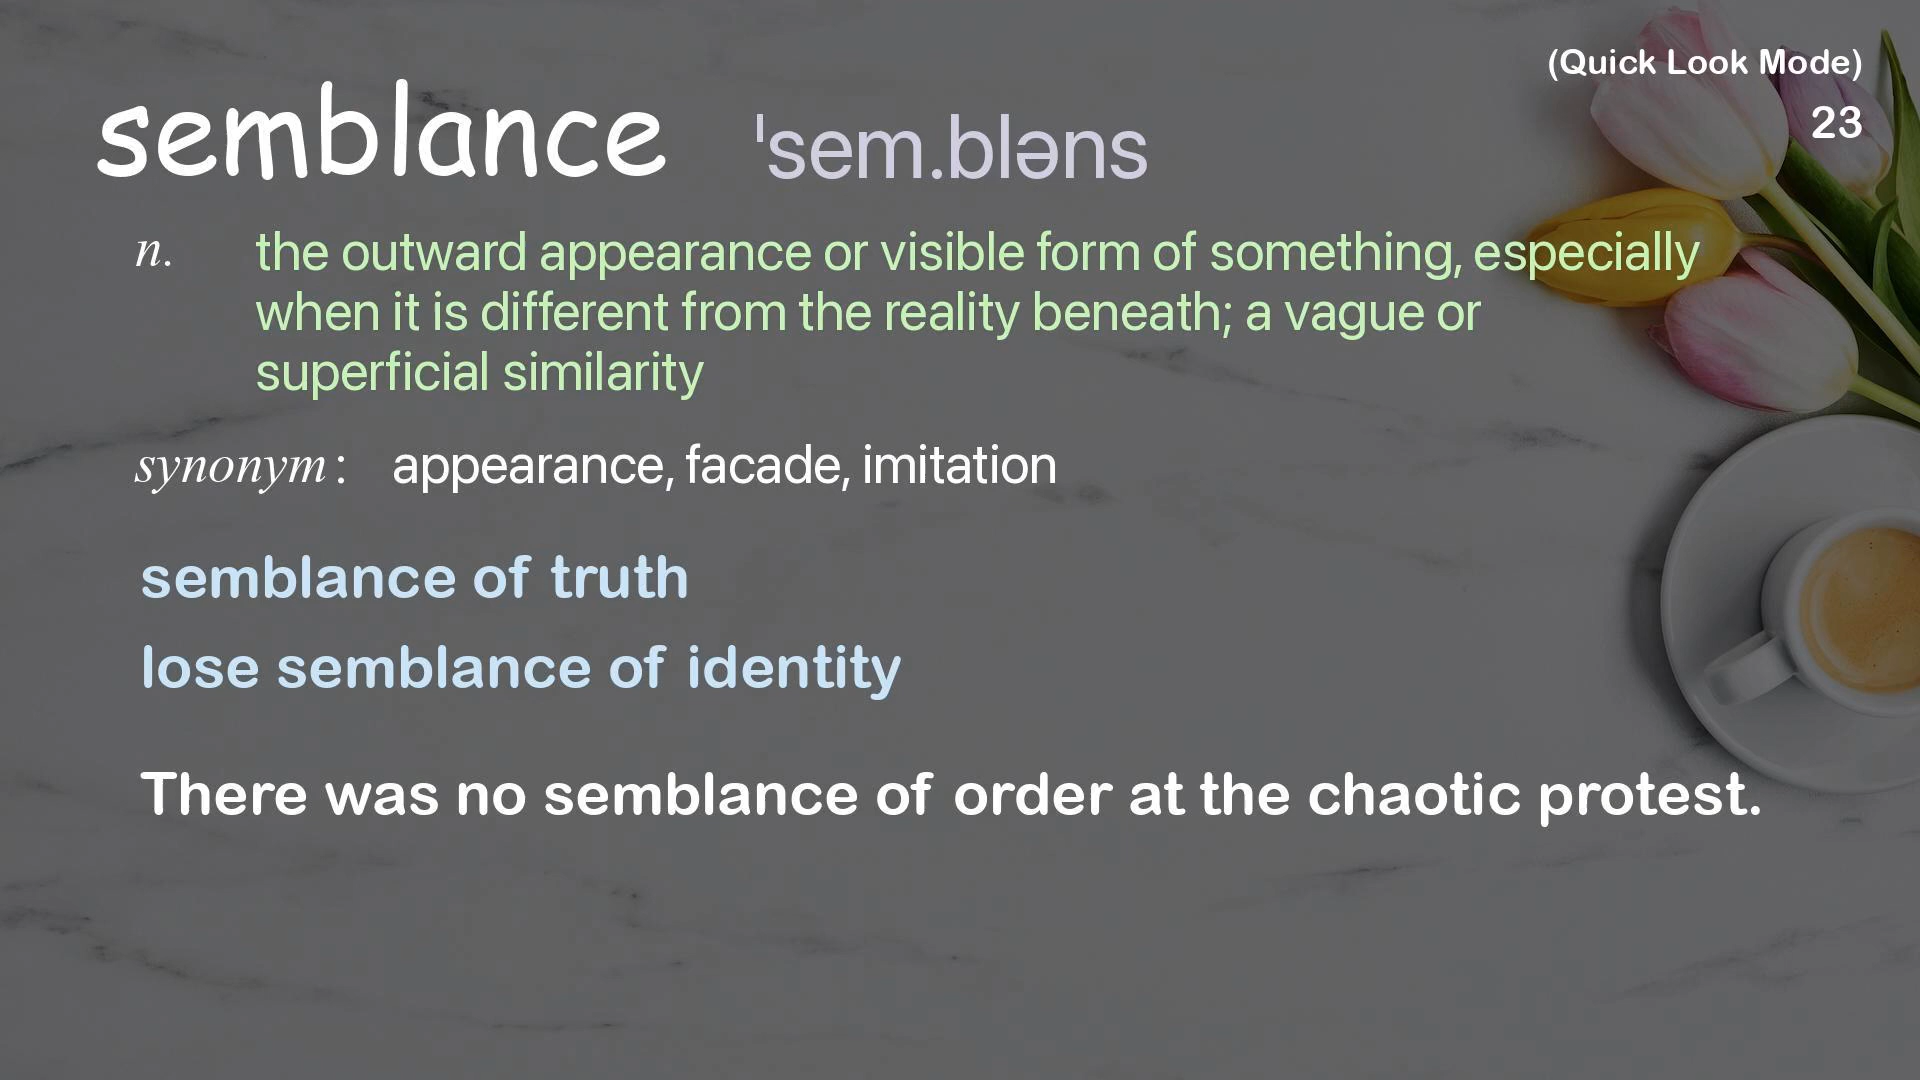 (Quick Look Mode)
23
semblance ˈsem.bləns
n. the outward appearance or visible form of something, especially
when it is different from the reality beneath; a vague or
superficial similarity
synonym: appearance, facade, imitation
semblance of truth
lose semblance of identity
There was no semblance of order at the chaotic protest.